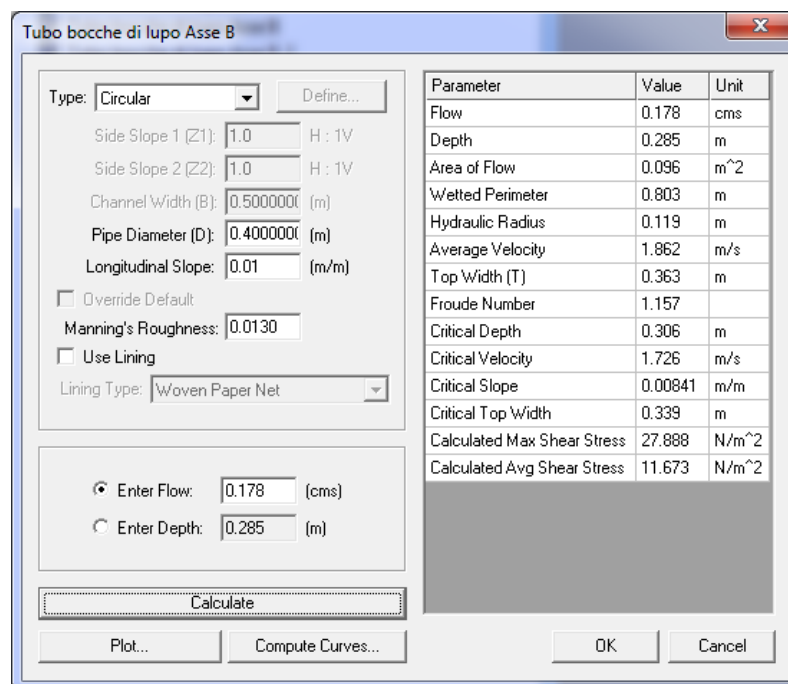 Tubo bocche di lupo Asse B
Type: Circular Define...
Side Slope 1 (Z1): 1.0 H : 1V
Side Slope 2 (Z2): 1.0 H : 1V
Channel Width (B): 0.500000( (m)
Pipe Diameter (D): 0.400000( (m)
Longitudinal Slope: 0.01 (m/m)
Override Default
Manning's Roughness: 0.0130
Use Lining
Lining Type: Woven Paper Net
Enter Flow: 0.178 (cms)
Enter Depth: 0.285 (m)
Calculate
Plot... Compute Curves...
Parameter Value Unit
Flow 0.178 cms
Depth 0.285 m
Area of Flow 0.096 m^2
Wetted Perimeter 0.803 m
Hydraulic Radius 0.119 m
Average Velocity 1.862 m/s
Top Width (T) 0.363 m
Froude Number 1.157
Critical Depth 0.306 m
Critical Velocity 1.726 m/s
Critical Slope 0.00841 m/m
Critical Top Width 0.339 m
Calculated Max Shear Stress 27.888 N/m^2
Calculated Avg Shear Stress 11.673 N/m^2
OK Cancel